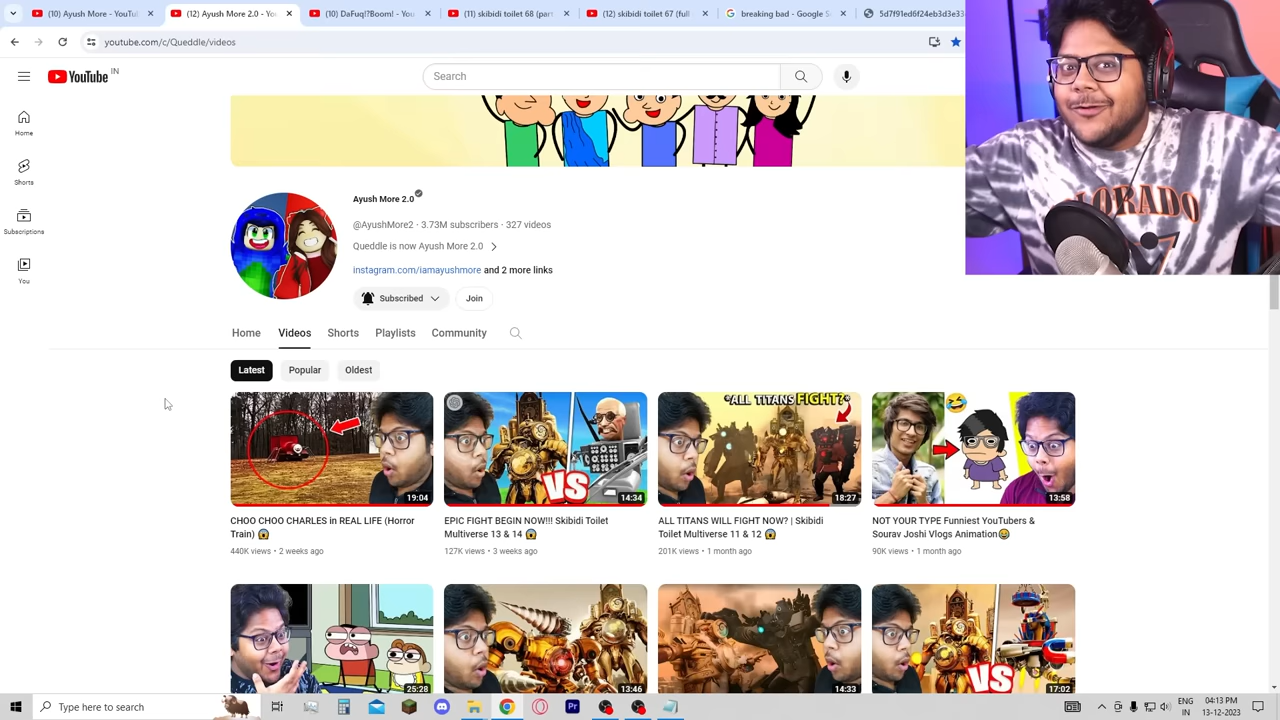 (10) Ayush More - YouTu
(12) Ayush More 2.0 - Yo
(10) DaFuq!?Boom! - You
(11) skibidi toilet 68 (part
(12) skibidi toilet 67 (full
breaking bad - Google S
5d7f91ed6f24eb3d3e33
youtube.com/c/Queddle/videos
YouTube IN
Search
Home
Shorts
Subscriptions
You
ORADO
Ayush More 2.0
@AyushMore2 · 3.73M subscribers · 327 videos
Queddle is now Ayush More 2.0
instagram.com/iamayushmore and 2 more links
Subscribed
Join
Home Videos Shorts Playlists Community
Latest Popular Oldest
19:04
VS
14:34
*ALL TITANS FIGHT?*
18:27
13:58
CHOO CHOO CHARLES in REAL LIFE (Horror
Train) 😱
440K views • 2 weeks ago
EPIC FIGHT BEGIN NOW!!! Skibidi Toilet
Multiverse 13 & 14 😱
127K views • 3 weeks ago
ALL TITANS WILL FIGHT NOW? | Skibidi
Toilet Multiverse 11 & 12 😱
201K views • 1 month ago
NOT YOUR TYPE Funniest YouTubers &
Sourav Joshi Vlogs Animation😂
90K views • 1 month ago
25:28
13:46
14:33
VS
17:02
Type here to search
Pr
ENG
IN
04:13 PM
13-12-2023